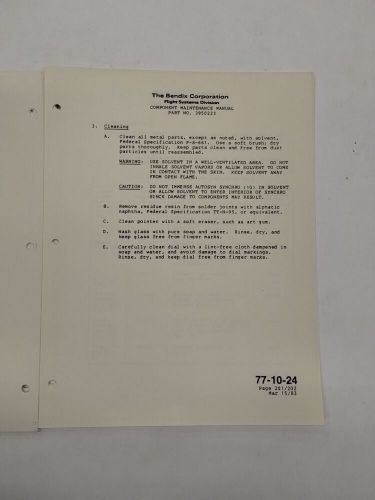 The Bendix Corporation
Flight Systems Division
COMPONENT MAINTENANCE MANUAL
PART NO. 3950223
3. Cleaning
A. Clean all metal parts, except as noted, with solvent,
Federal Specification P-S-661. Use a soft brush; dry
parts thoroughly. Keep parts clean and free from dust
particles until reassembled.
WARNING: USE SOLVENT IN A WELL-VENTILATED AREA. DO NOT
INHALE SOLVENT VAPORS OR ALLOW SOLVENT TO COME
IN CONTACT WITH THE SKIN. KEEP SOLVENT AWAY
FROM OPEN FLAME.
CAUTION: DO NOT IMMERSE AUTOSYN SYNCHRO (10) IN SOLVENT
OR ALLOW SOLVENT TO ENTER INTERIOR OF SYNCHRO
SINCE DAMAGE TO COMPONENTS MAY RESULT.
B. Remove residue resin from solder joints with aliphatic
naphtha, Federal Specification TT-N-95, or equivalent.
C. Clean pointer with a soft eraser, such as art gum.
D. Wash glass with pure soap and water. Rinse, dry, and
keep glass free from finger marks.
E. Carefully clean dial with a lint-free cloth dampened in
soap and water, and avoid damage to dial markings.
Rinse, dry, and keep dial free from finger marks.
77-10-24
Page 201/202
Mar 15/83